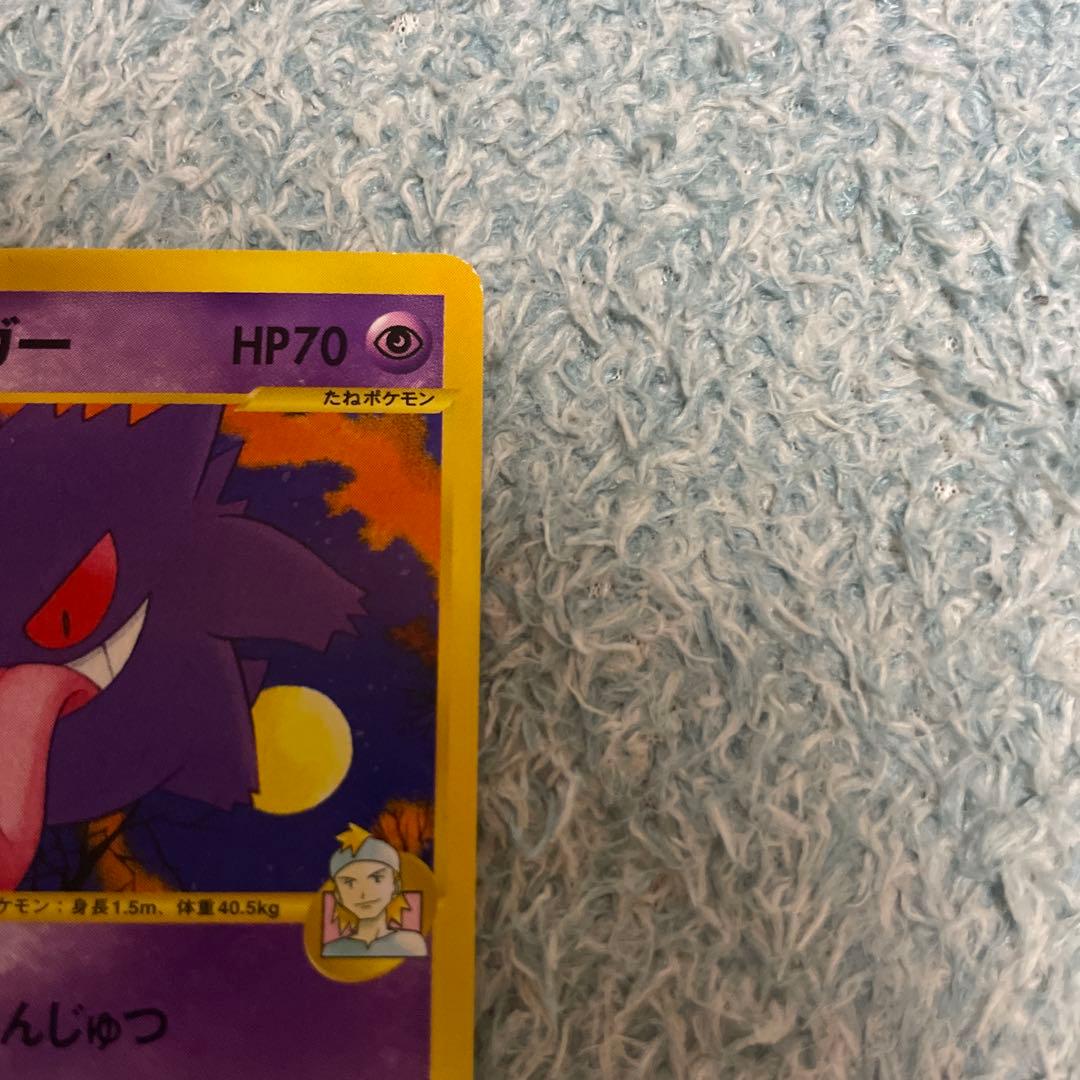 ガー HP70
たねポケモン
ケモン：身長1.5m、体重40.5kg
んじゅつ